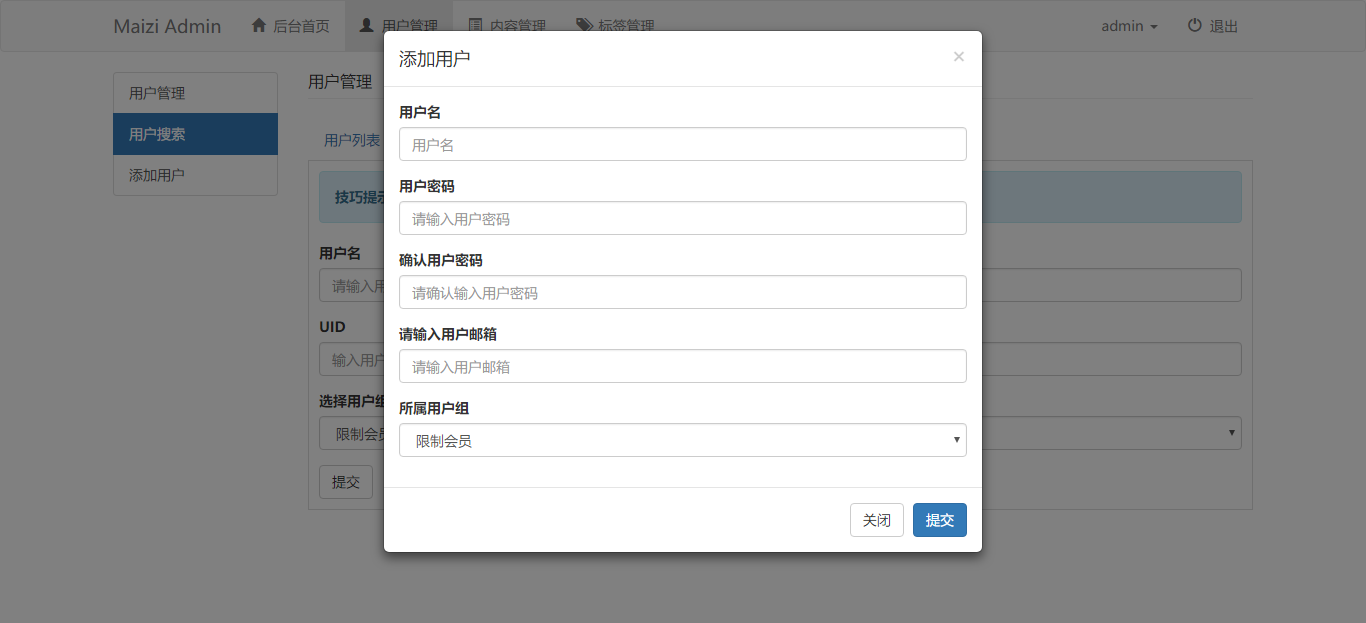 Maizi Admin 后台首页 用户管理 内容管理 标签管理 admin 退出
用户管理
用户搜索
添加用户
用户管理
用户列表
技巧提示
用户名
请输入用
UID
输入用户
选择用户组
限制会员
提交
添加用户 ×
用户名
用户名
用户密码
请输入用户密码
确认用户密码
请确认输入用户密码
请输入用户邮箱
请输入用户邮箱
所属用户组
限制会员
关闭 提交